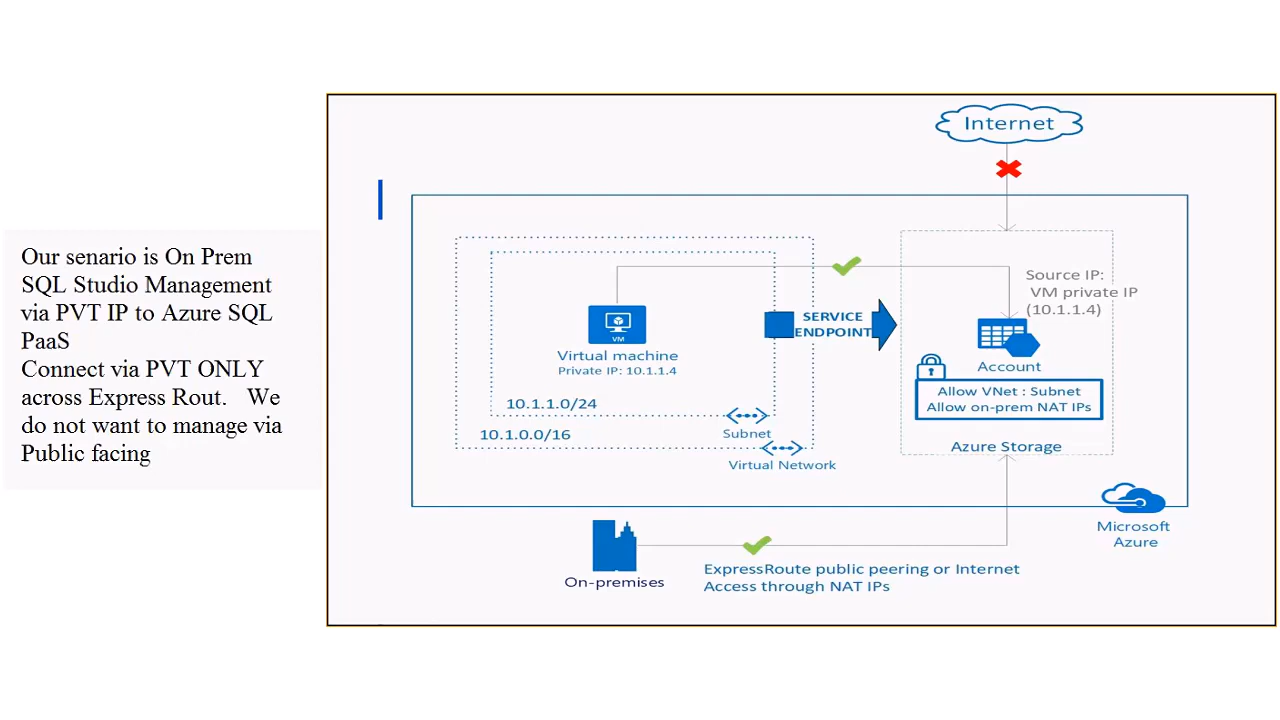 Our senario is On Prem
SQL Studio Management
via PVT IP to Azure SQL
PaaS
Connect via PVT ONLY
across Express Rout. We
do not want to manage via
Public facing
Internet
Source IP:
VM private IP
(10.1.1.4)
SERVICE
ENDPOINT
VM
Virtual machine
Private IP: 10.1.1.4
Account
Allow VNet : Subnet
Allow on-prem NAT IPs
10.1.1.0/24
Subnet
10.1.0.0/16
Azure Storage
Virtual Network
Microsoft
Azure
On-premises
ExpressRoute public peering or Internet
Access through NAT IPs